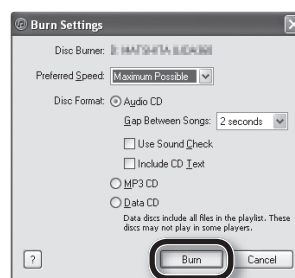 Burn Settings
Disc Burner:
Preferred Speed: Maximum Possible
Disc Format: Audio CD
Gap Between Songs: 2 seconds
Use Sound Check
Include CD Text
MP3 CD
Data CD
Data discs include all files in the playlist. These
discs may not play in some players.
? Burn Cancel